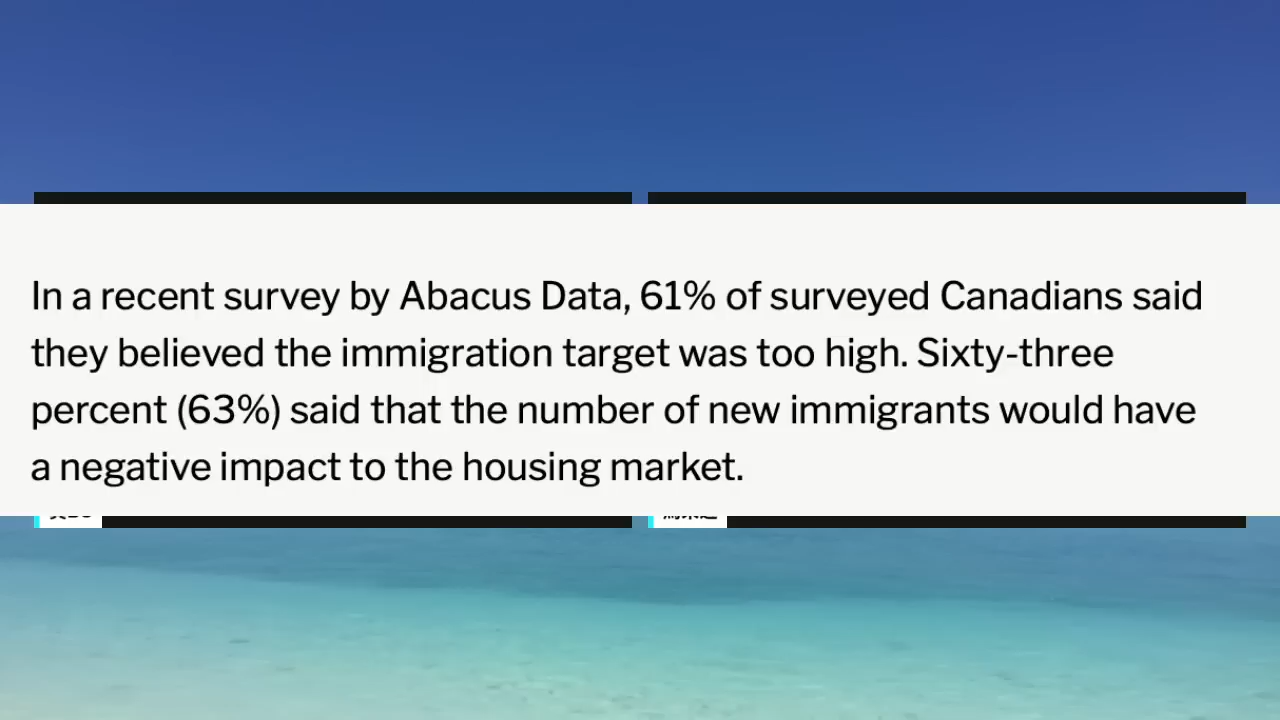 In a recent survey by Abacus Data, 61% of surveyed Canadians said
they believed the immigration target was too high. Sixty-three
percent (63%) said that the number of new immigrants would have
a negative impact to the housing market.